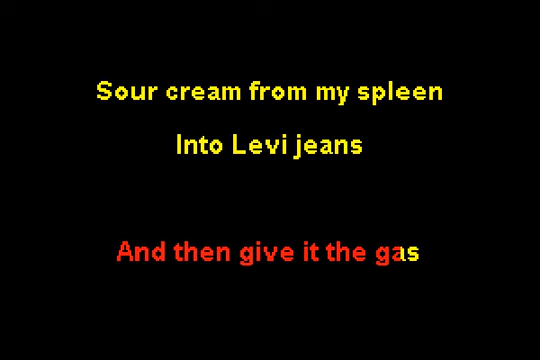 Sour cream from my spleen
Into Levi jeans
And then give it the gas